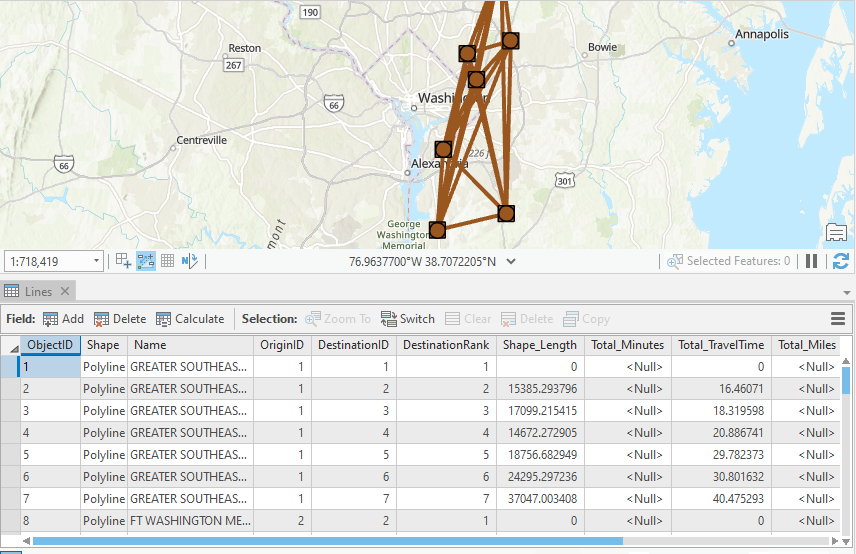 190
Reston
267
Bowie
Annapolis
66
Washington
Centreville
66
Alexandria
226 f
301
George
Washington
Memorial
mont
1:718,419
76.9637700°W 38.7072205°N
Selected Features: 0
Lines
Field: Add Delete Calculate Selection: Zoom To Switch Clear Delete Copy
ObjectID Shape Name OriginID DestinationID DestinationRank Shape_Length Total_Minutes Total_TravelTime Total_Miles
1 Polyline GREATER SOUTHEAS... 1 1 1 0 <Null> 0 <Null>
2 Polyline GREATER SOUTHEAS... 1 2 2 15385.293796 <Null> 16.46071 <Null>
3 Polyline GREATER SOUTHEAS... 1 3 3 17099.215415 <Null> 18.319598 <Null>
4 Polyline GREATER SOUTHEAS... 1 4 4 14672.272905 <Null> 20.886741 <Null>
5 Polyline GREATER SOUTHEAS... 1 5 5 18756.682949 <Null> 29.782373 <Null>
6 Polyline GREATER SOUTHEAS... 1 6 6 24295.297236 <Null> 30.801632 <Null>
7 Polyline GREATER SOUTHEAS... 1 7 7 37047.003408 <Null> 40.475293 <Null>
8 Polyline FT WASHINGTON ME... 2 2 1 0 <Null> 0 <Null>